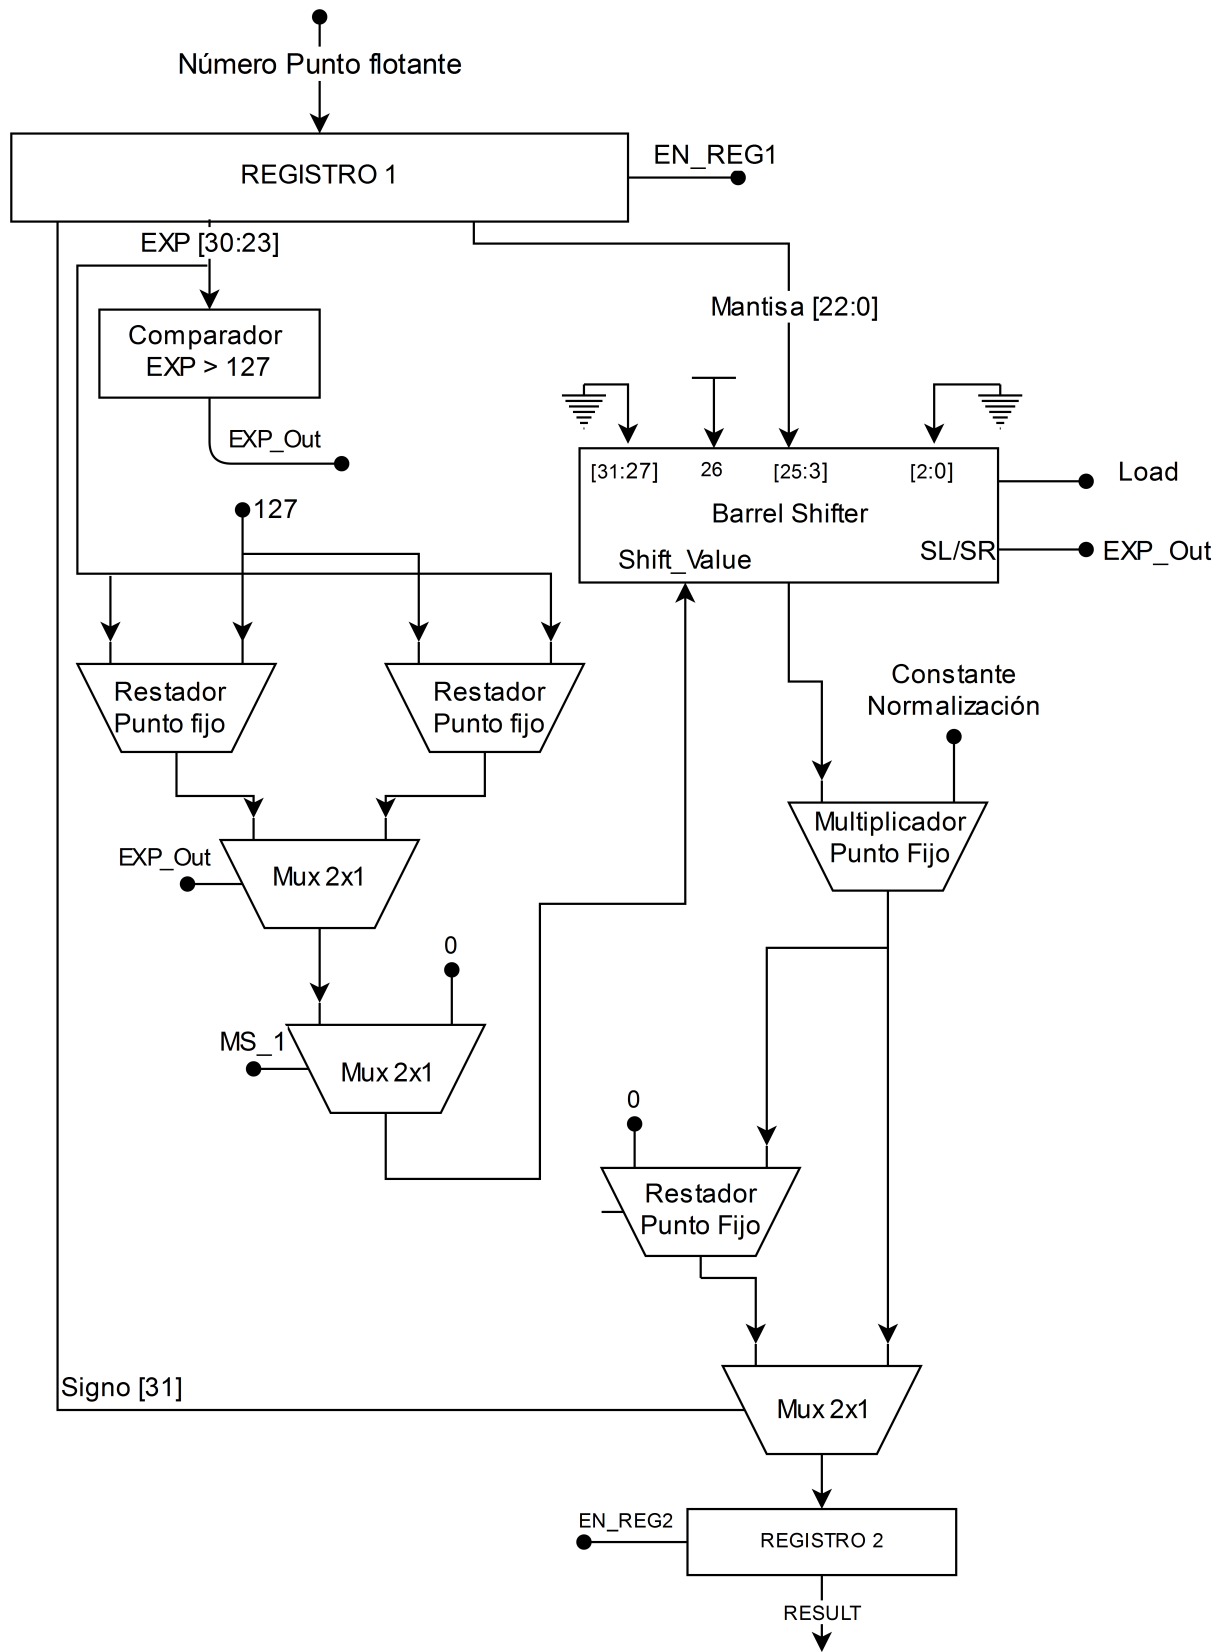 Número Punto flotante
REGISTRO 1
EN_REG1
EXP [30:23]
Mantisa [22:0]
Comparador
EXP > 127
EXP_Out
127
[31:27]
26
[25:3]
[2:0]
Load
Barrel Shifter
Shift_Value
SL/SR
EXP_Out
Restador
Punto fijo
Restador
Punto fijo
Constante
Normalización
Multiplicador
Punto Fijo
EXP_Out
Mux 2x1
0
MS_1
Mux 2x1
0
Restador
Punto Fijo
Signo [31]
Mux 2x1
EN_REG2
REGISTRO 2
RESULT